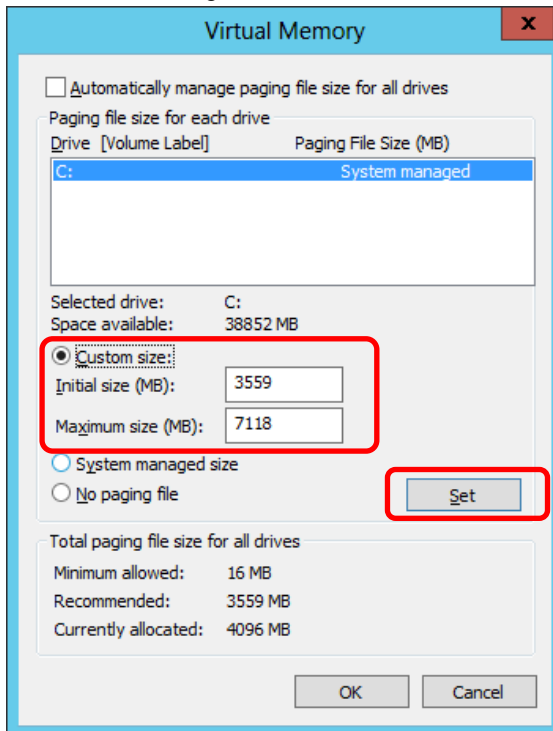 Virtual Memory
x
Automatically manage paging file size for all drives
Paging file size for each drive
Drive [Volume Label] Paging File Size (MB)
C: System managed
Selected drive: C:
Space available: 38852 MB
Custom size:
Initial size (MB): 3559
Maximum size (MB): 7118
System managed size
No paging file
Set
Total paging file size for all drives
Minimum allowed: 16 MB
Recommended: 3559 MB
Currently allocated: 4096 MB
OK Cancel